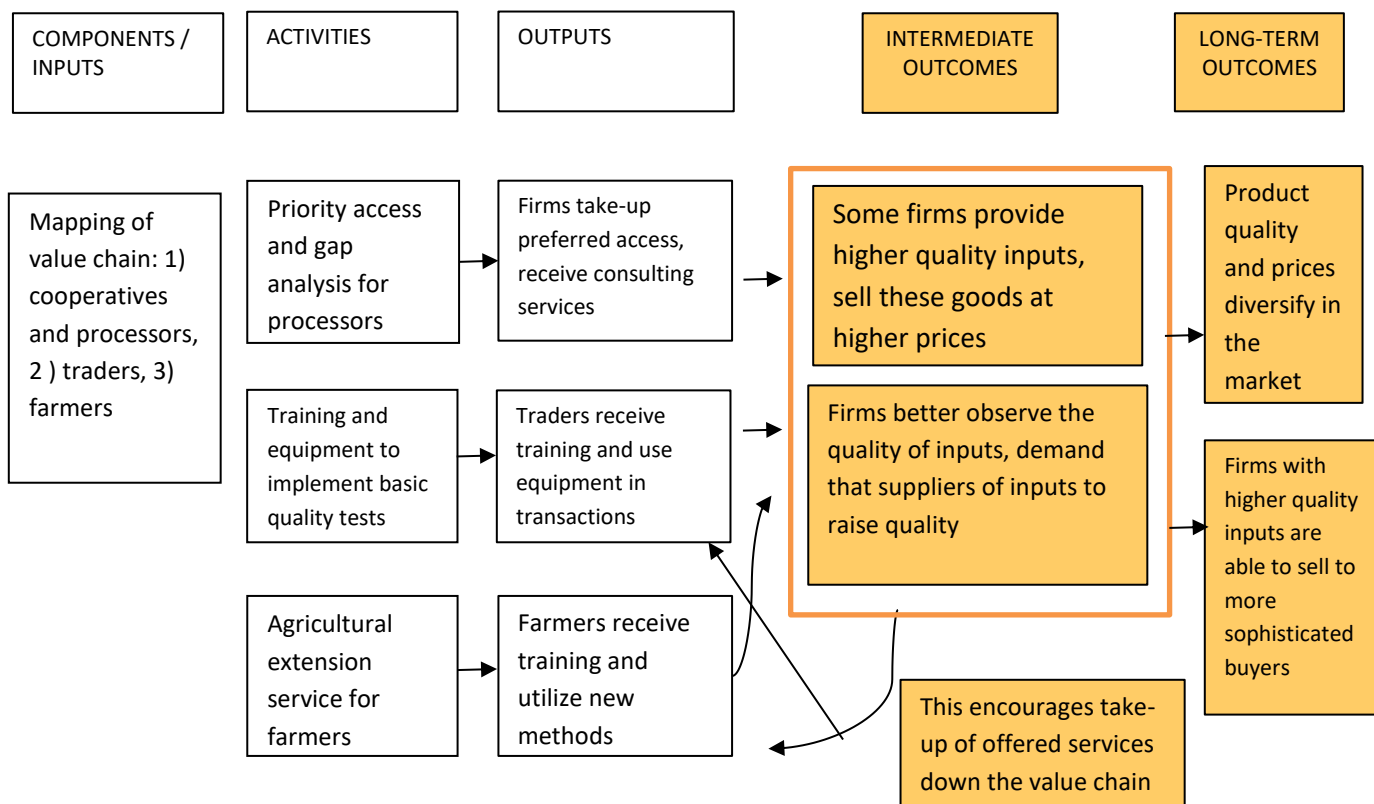 COMPONENTS /
INPUTS
ACTIVITIES
OUTPUTS
INTERMEDIATE
OUTCOMES
LONG-TERM
OUTCOMES
Mapping of
value chain: 1)
cooperatives
and processors,
2 ) traders, 3)
farmers
Priority access
and gap
analysis for
processors
Firms take-up
preferred access,
receive consulting
services
Some firms provide
higher quality inputs,
sell these goods at
higher prices
Product
quality
and prices
diversify in
the
market
Training and
equipment to
implement basic
quality tests
Traders receive
training and use
equipment in
transactions
Firms better observe the
quality of inputs, demand
that suppliers of inputs to
raise quality
Firms with
higher quality
inputs are
able to sell to
more
sophisticated
buyers
Agricultural
extension
service for
farmers
Farmers receive
training and
utilize new
methods
This encourages take-
up of offered services
down the value chain